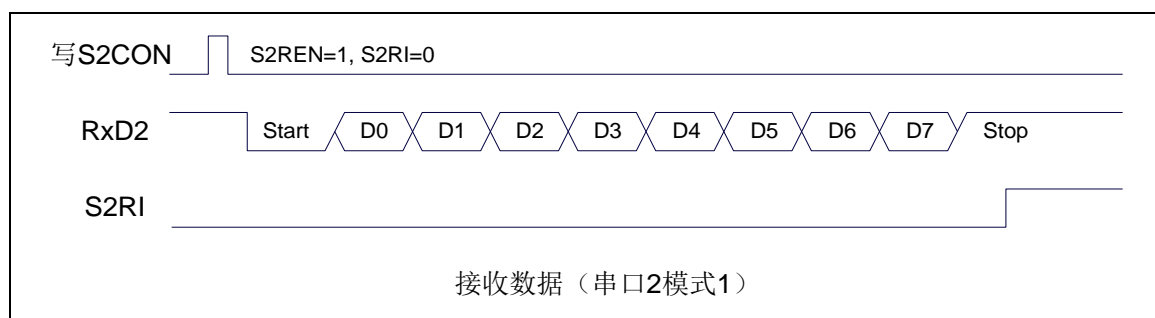 写S2CON S2REN=1, S2RI=0
RxD2 Start D0 D1 D2 D3 D4 D5 D6 D7 Stop
S2RI
接收数据（串口2模式1）